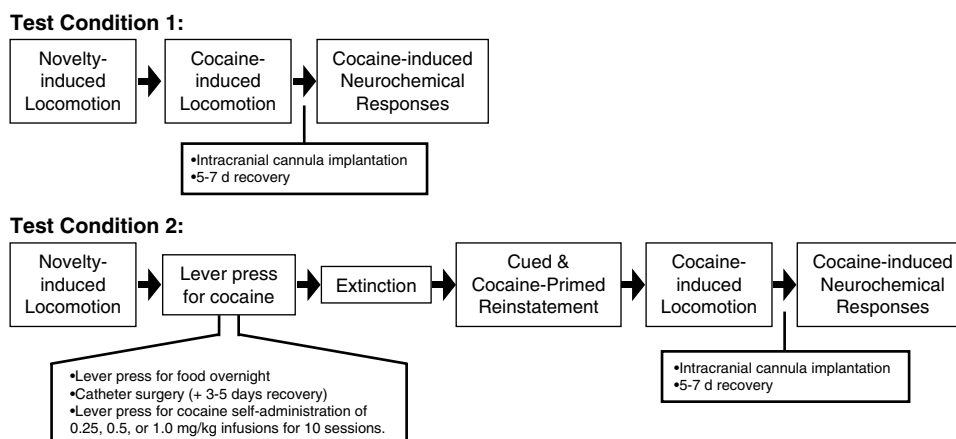 Test Condition 1:
Novelty-
induced
Locomotion
Cocaine-
induced
Locomotion
Cocaine-induced
Neurochemical
Responses
•Intracranial cannula implantation
•5-7 d recovery
Test Condition 2:
Novelty-
induced
Locomotion
Lever press
for cocaine
Extinction
Cued &
Cocaine-Primed
Reinstatement
Cocaine-
induced
Locomotion
Cocaine-induced
Neurochemical
Responses
•Lever press for food overnight
•Catheter surgery (+ 3-5 days recovery)
•Lever press for cocaine self-administration of
0.25, 0.5, or 1.0 mg/kg infusions for 10 sessions.
•Intracranial cannula implantation
•5-7 d recovery